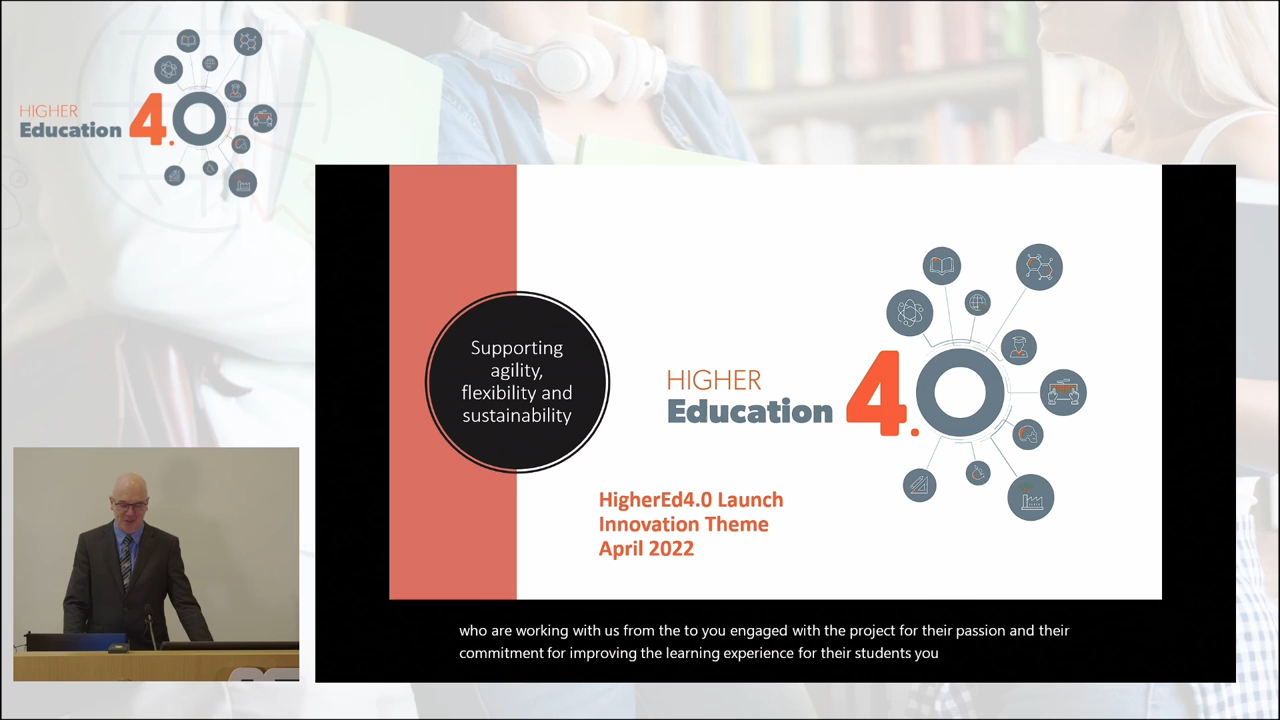 HIGHER
Education 4.0
Supporting
agility,
flexibility and
sustainability
HIGHER
Education 4.0
HigherEd4.0 Launch
Innovation Theme
April 2022
who are working with us from the to you engaged with the project for their passion and their
commitment for improving the learning experience for their students you